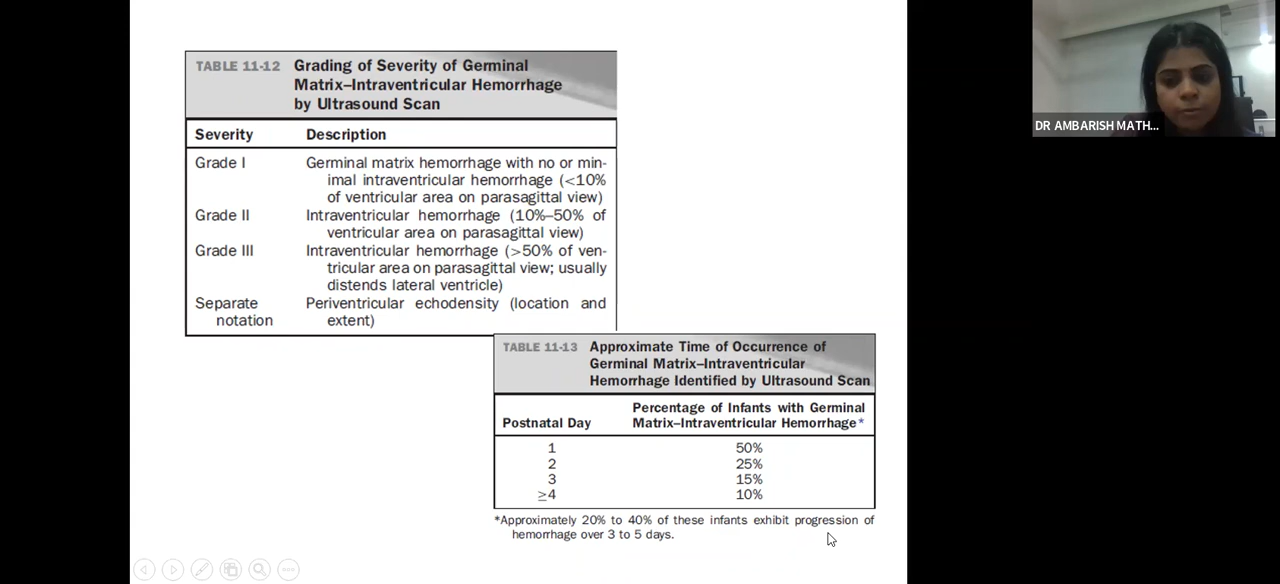 TABLE 11-12 Grading of Severity of Germinal
Matrix–Intraventricular Hemorrhage
by Ultrasound Scan
Severity Description
Grade I Germinal matrix hemorrhage with no or min-
imal intraventricular hemorrhage (<10%
of ventricular area on parasagittal view)
Grade II Intraventricular hemorrhage (10%–50% of
ventricular area on parasagittal view)
Grade III Intraventricular hemorrhage (>50% of ven-
tricular area on parasagittal view; usually
distends lateral ventricle)
Separate Periventricular echodensity (location and
notation extent)
TABLE 11-13 Approximate Time of Occurrence of
Germinal Matrix–Intraventricular
Hemorrhage Identified by Ultrasound Scan
Percentage of Infants with Germinal
Postnatal Day Matrix–Intraventricular Hemorrhage*
1 50%
2 25%
3 15%
≥4 10%
*Approximately 20% to 40% of these infants exhibit progression of
hemorrhage over 3 to 5 days.
DR AMBARISH MATH...